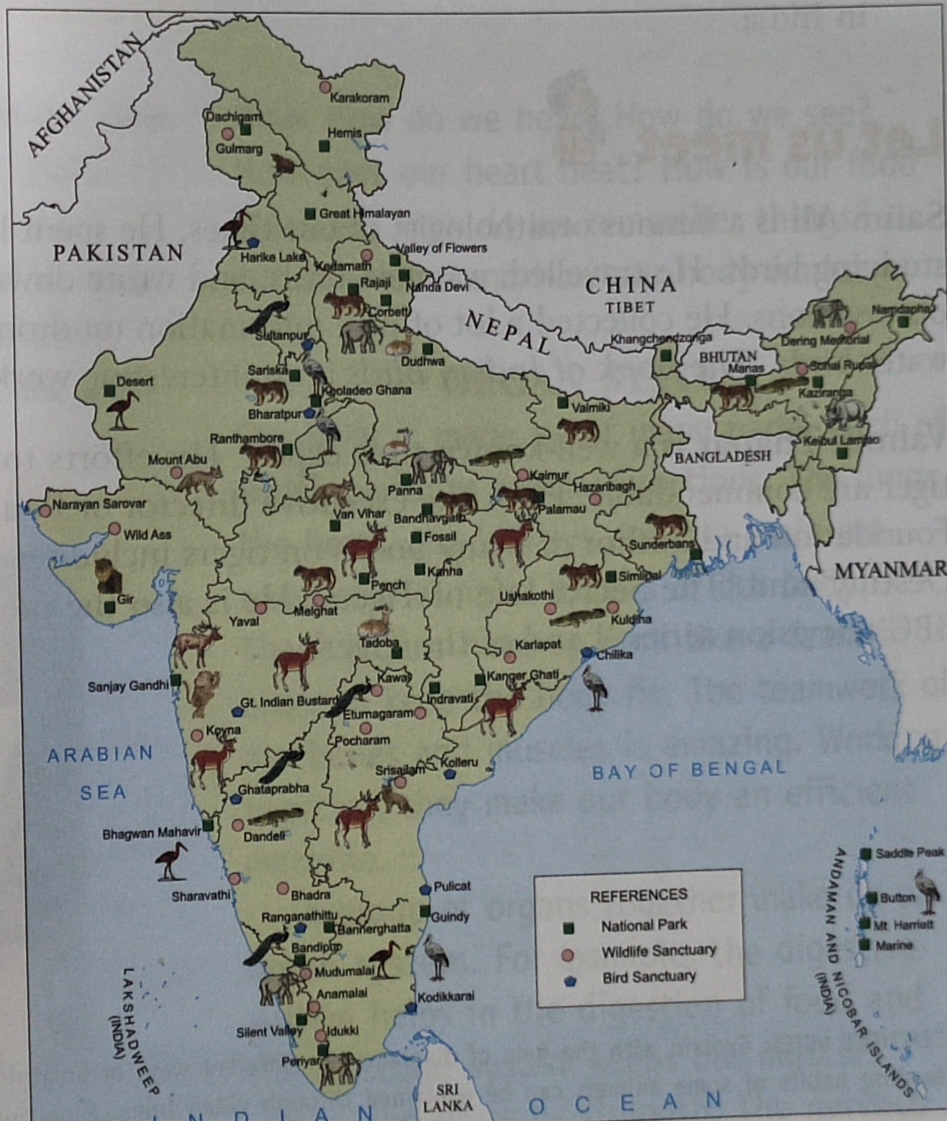 in India.
AFGHANISTAN
Karakoram
Dachigam
Gulmarg
Hemis
PAKISTAN
Great Himalayan
Harike Lake
Kedarnath
Valley of Flowers
Rajaji
Nanda Devi
Corbett
CHINA
TIBET
NEPAL
Sultanpur
Dudhwa
Khangchendzonga
BHUTAN
Manas
Dering Memorial
Namdapha
Sonai Rupai
Kaziranga
Desert
Sariska
Kholadeo Ghana
Bharatpur
Valmiki
Ranthambore
Keibul Lamjao
BANGLADESH
Mount Abu
Kaimur
Panna
Hazaribagh
Narayan Sarovar
Van Vihar
Bandhavgarh
Palamau
Wild Ass
Fossil
Sunderbans
MYANMAR
Gir
Pench
Kanha
Simlipal
Yaval
Melghat
Ushakothi
Kuldiha
Tadoba
Karlapat
Chilika
Sanjay Gandhi
Kawal
Kanger Ghati
Gt. Indian Bustard
Indravati
Eturnagaram
Koyna
Pocharam
ARABIAN
SEA
Srisailam
Kolleru
BAY OF BENGAL
Ghataprabha
Bhagwan Mahavir
Dandeli
Sharavathi
Bhadra
Pulicat
Ranganathittu
Guindy
Bannerghatta
Bandipur
Mudumalai
Anamalai
Kodikkarai
Silent Valley
Idukki
Periyar
LAKSHADWEEP
(INDIA)
SRI
LANKA
INDIAN OCEAN
REFERENCES
National Park
Wildlife Sanctuary
Bird Sanctuary
Saddle Peak
Button
Mt. Harriett
Marine
ANDAMAN AND NICOBAR ISLANDS
(INDIA)